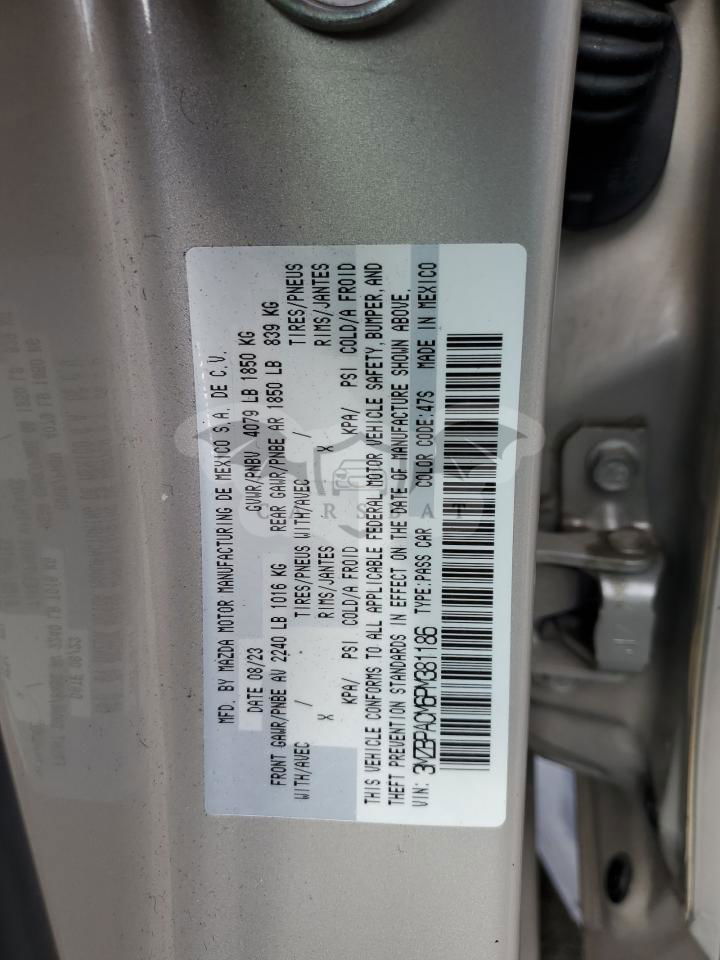 MFD. BY MAZDA MOTOR MANUFACTURING DE MEXICO S.A. DE C.V.
DATE 08/23 GVWR/PNBV 4079 LB 1850 KG
FRONT GAWR/PNBE AV 2240 LB 1016 KG REAR GAWR/PNBE AR 1850 LB 839 KG
WITH/AVEC / TIRES/PNEUS WITH/AVEC / TIRES/PNEUS
X RIMS/JANTES X RIMS/JANTES
KPA/ PSI COLD/A FROID KPA/ PSI COLD/A FROID
THIS VEHICLE CONFORMS TO ALL APPLICABLE FEDERAL MOTOR VEHICLE SAFETY, BUMPER, AND
THEFT PREVENTION STANDARDS IN EFFECT ON THE DATE OF MANUFACTURE SHOWN ABOVE.
VIN: 3MZBPACM6PM381186 TYPE:PASS CAR COLOR CODE:47S MADE IN MEXICO
CARSBAT